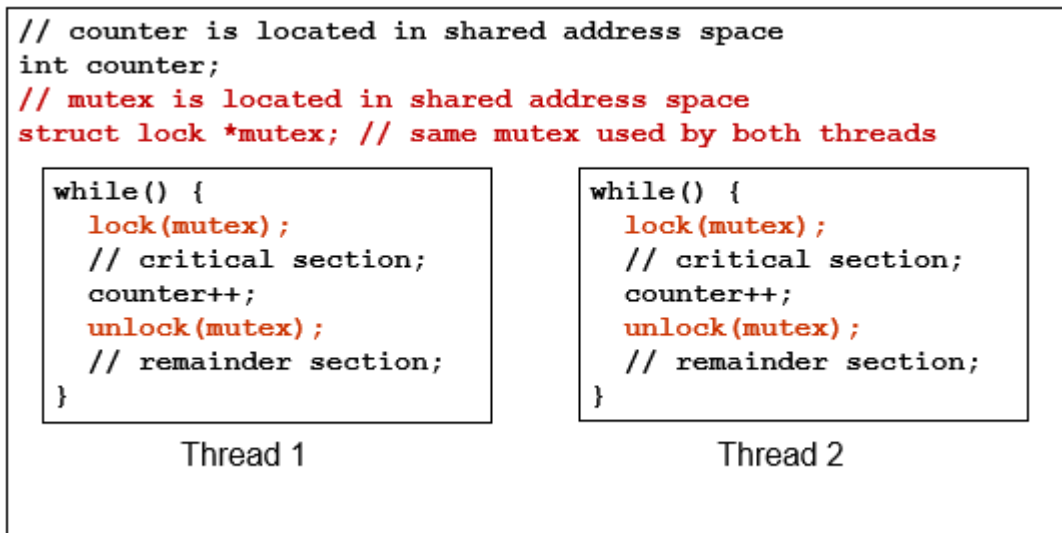 // counter is located in shared address space
int counter;
// mutex is located in shared address space
struct lock *mutex; // same mutex used by both threads
while() {
lock(mutex);
// critical section;
counter++;
unlock(mutex);
// remainder section;
}
Thread 1
while() {
lock(mutex);
// critical section;
counter++;
unlock(mutex);
// remainder section;
}
Thread 2